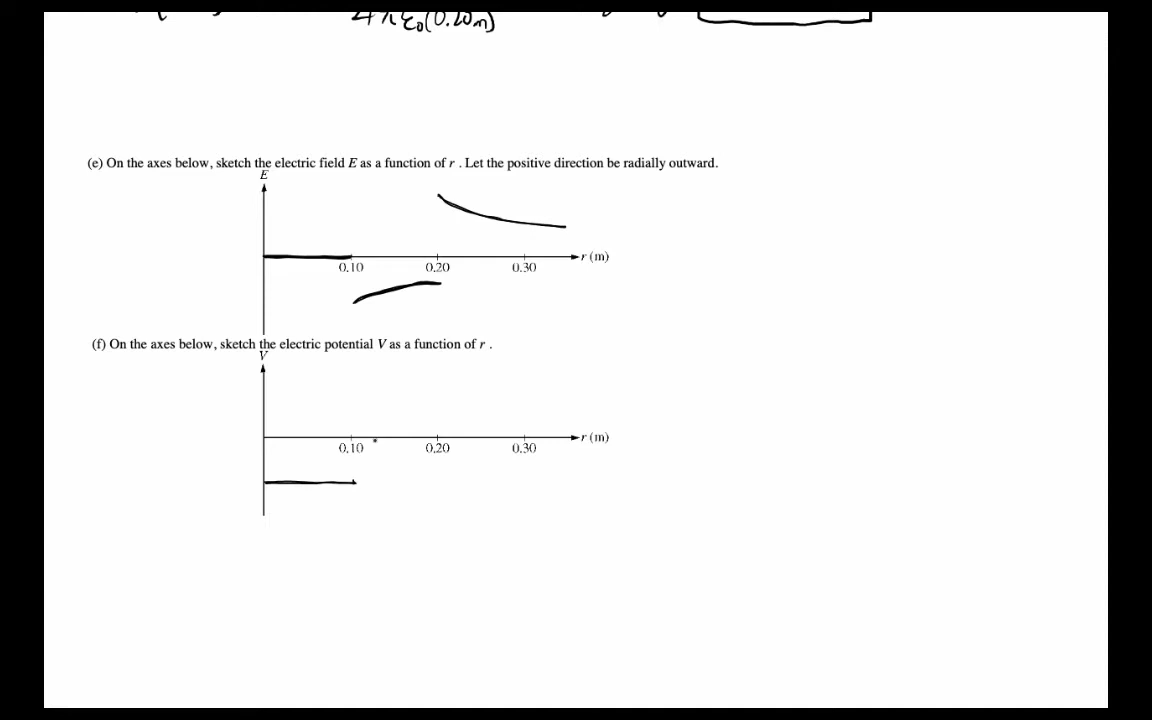 4πε₀(0.20m)
(e) On the axes below, sketch the electric field E as a function of r . Let the positive direction be radially outward.
E
r (m)
0.10 0.20 0.30
(f) On the axes below, sketch the electric potential V as a function of r .
V
r (m)
0.10 0.20 0.30